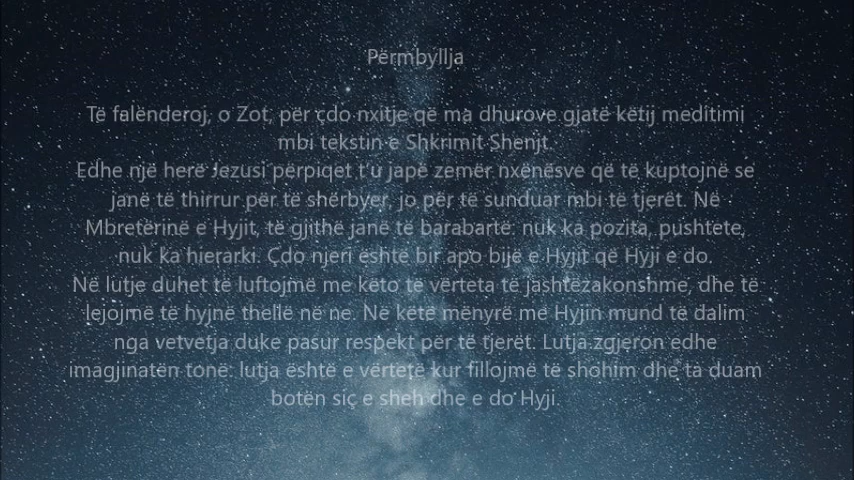 Përmbyllja
Të falënderoj, o Zot, për çdo nxitje që ma dhurove gjatë këtij meditimi
mbi tekstin e Shkrimit Shenjt.
Edhe një herë Jezusi përpiqet t'u japë zemër nxënësve që të kuptojnë se
janë të thirrur për të shërbyer, jo për të sunduar mbi të tjerët. Në
Mbretërinë e Hyjit, të gjithë janë të barabartë: nuk ka pozita, pushtete,
nuk ka hierarki. Çdo njeri është bir apo bijë e Hyjit që Hyji e do.
Në lutje duhet të luftojmë me këto të vërteta të jashtëzakonshme, dhe të
lejojmë të hyjnë thellë në ne. Në këtë mënyrë me Hyjin mund të dalim
nga vetvetja duke pasur respekt për të tjerët. Lutja zgjeron edhe
imagjinatën tonë: lutja është e vërtetë kur fillojmë të shohim dhe ta duam
botën siç e sheh dhe e do Hyji.